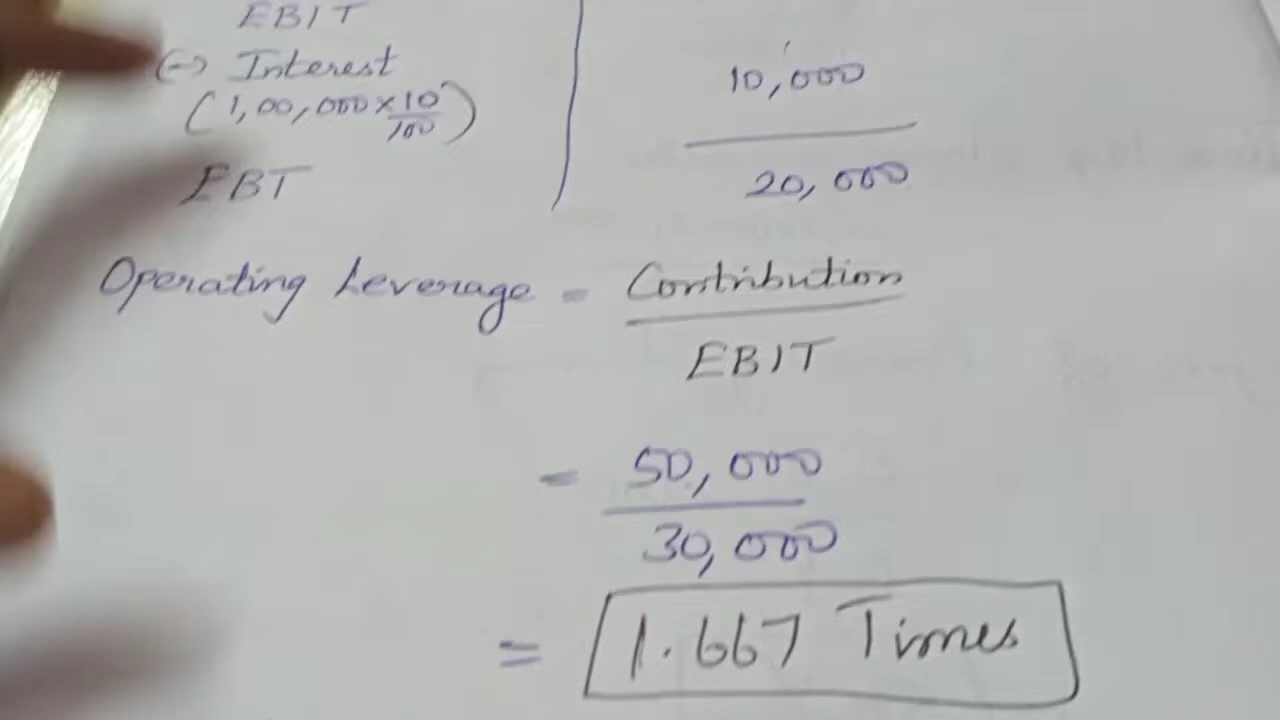 EBIT
(-) Interest 10,000
(1,00,000 × 10/100)
EBT 20,000
Operating Leverage = Contribution
EBIT
= 50,000
30,000
= 1.667 Times